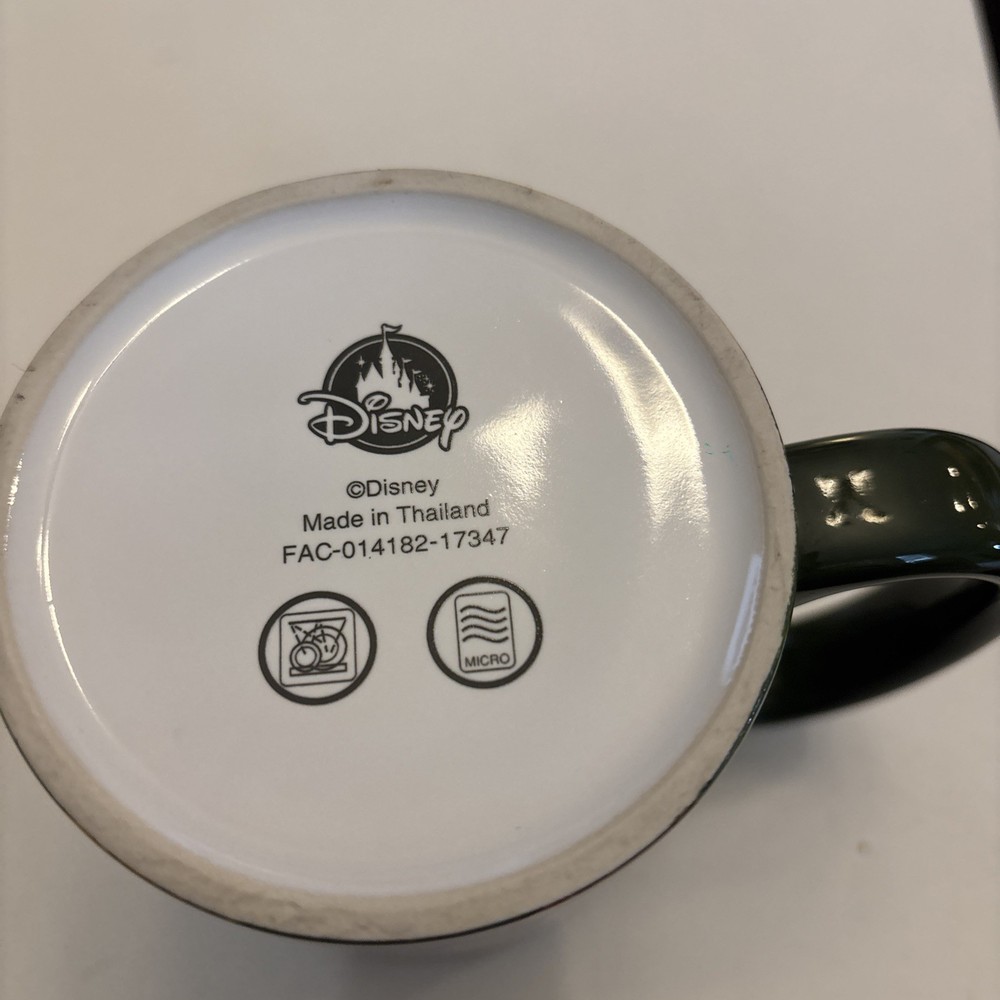 Disney
©Disney
Made in Thailand
FAC-014182-17347
MICRO